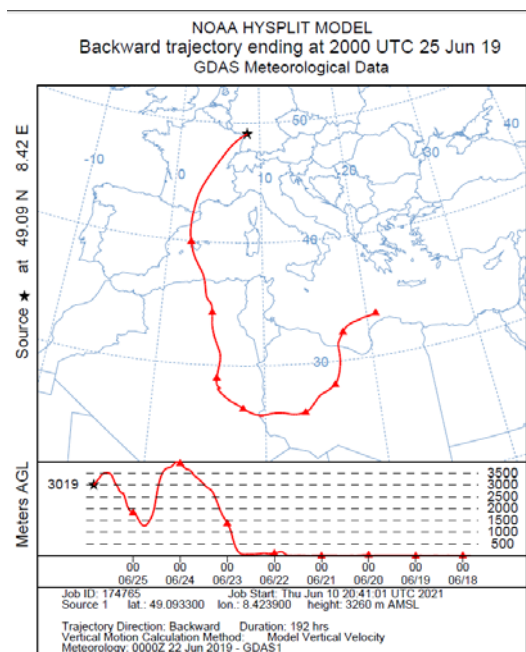 NOAA HYSPLIT MODEL
Backward trajectory ending at 2000 UTC 25 Jun 19
GDAS Meteorological Data
Source ★ at 49.09 N 8.42 E
-10
0
10
20
30
40
50
40
30
Meters AGL
3019
3500
3000
2500
2000
1500
1000
500
00 00 00 00 00 00 00 00
06/25 06/24 06/23 06/22 06/21 06/20 06/19 06/18
Job ID: 174765 Job Start: Thu Jun 10 20:41:01 UTC 2021
Source 1 lat.: 49.093300 lon.: 8.423900 height: 3260 m AMSL
Trajectory Direction: Backward Duration: 192 hrs
Vertical Motion Calculation Method: Model Vertical Velocity
Meteorology: 0000Z 22 Jun 2019 - GDAS1